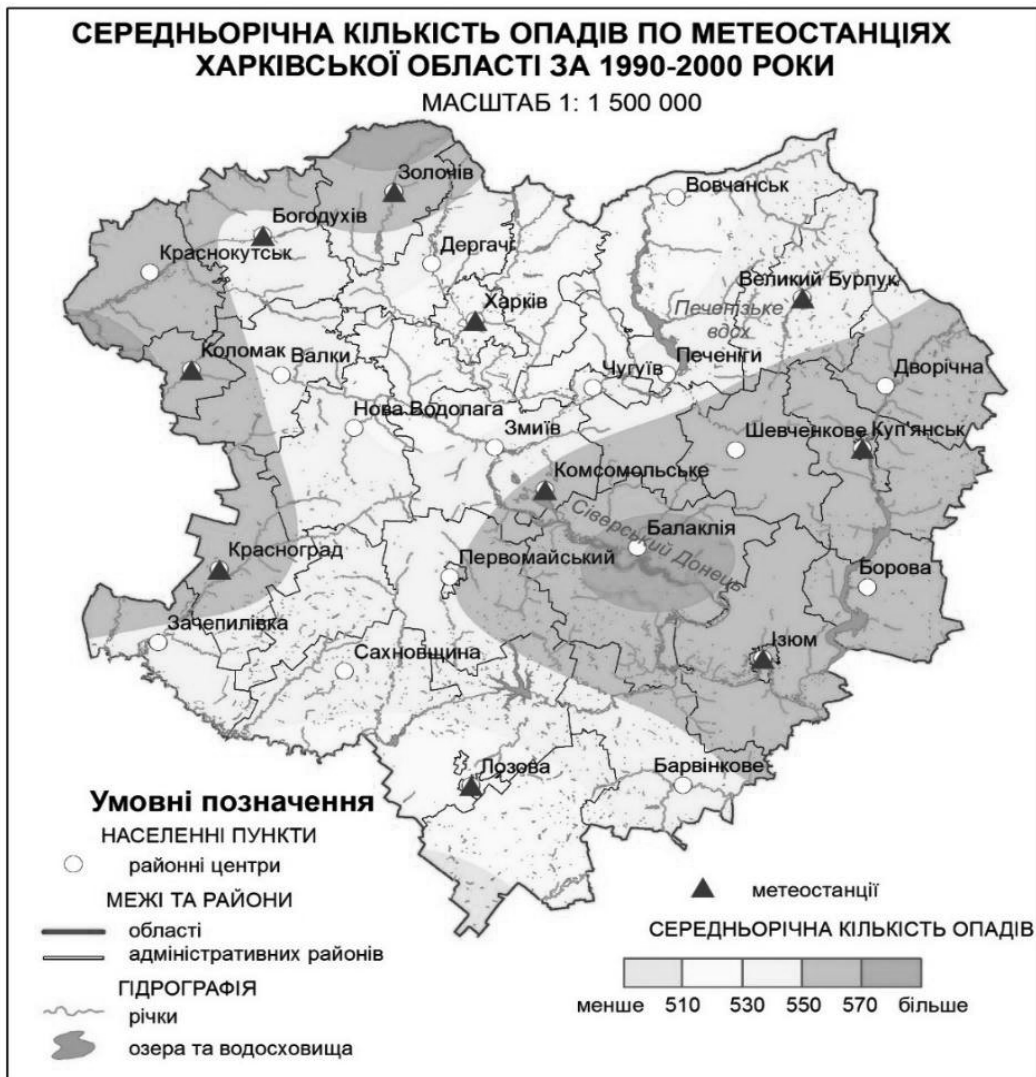 СЕРЕДНЬОРІЧНА КІЛЬКІСТЬ ОПАДІВ ПО МЕТЕОСТАНЦІЯХ
ХАРКІВСЬКОЇ ОБЛАСТІ ЗА 1990-2000 РОКИ
МАСШТАБ 1: 1 500 000
Золочів
Вовчанськ
Богодухів
Дергачі
Краснокутськ
Великий Бурлук
Харків
Печенізьке
вдсх.
Коломак
Валки
Чугуїв
Печеніги
Дворічна
Нова Водолага
Зміїв
Шевченкове
Куп'янськ
Комсомольське
Сіверський Донець
Балаклія
Красноград
Первомайський
Борова
Зачепилівка
Сахновщина
Ізюм
Лозова
Барвінкове
Умовні позначення
НАСЕЛЕННІ ПУНКТИ
районні центри
МЕЖІ ТА РАЙОНИ
області
адміністративних районів
ГІДРОГРАФІЯ
річки
озера та водосховища
метеостанції
СЕРЕДНЬОРІЧНА КІЛЬКІСТЬ ОПАДІВ
менше 510 530 550 570 більше